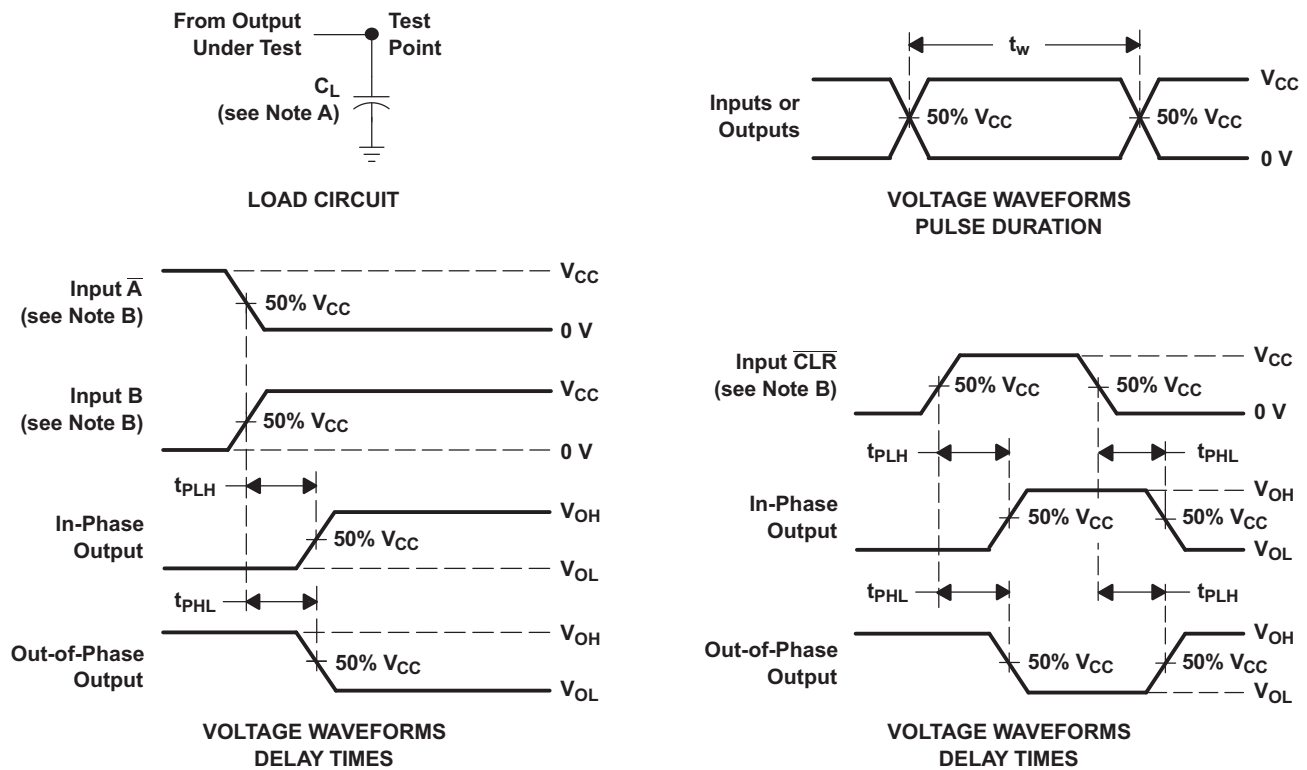 From Output
Under Test
Test
Point
CL
(see Note A)
LOAD CIRCUIT
tw
Inputs or
Outputs
50% VCC
50% VCC
VCC
0 V
VOLTAGE WAVEFORMS
PULSE DURATION
Input A
(see Note B)
50% VCC
VCC
0 V
Input B
(see Note B)
50% VCC
VCC
0 V
tPLH
In-Phase
Output
50% VCC
VOH
VOL
tPHL
Out-of-Phase
Output
50% VCC
VOH
VOL
VOLTAGE WAVEFORMS
DELAY TIMES
Input CLR
(see Note B)
50% VCC
50% VCC
VCC
0 V
tPLH
tPHL
In-Phase
Output
50% VCC
50% VCC
VOH
VOL
tPHL
tPLH
Out-of-Phase
Output
50% VCC
50% VCC
VOH
VOL
VOLTAGE WAVEFORMS
DELAY TIMES